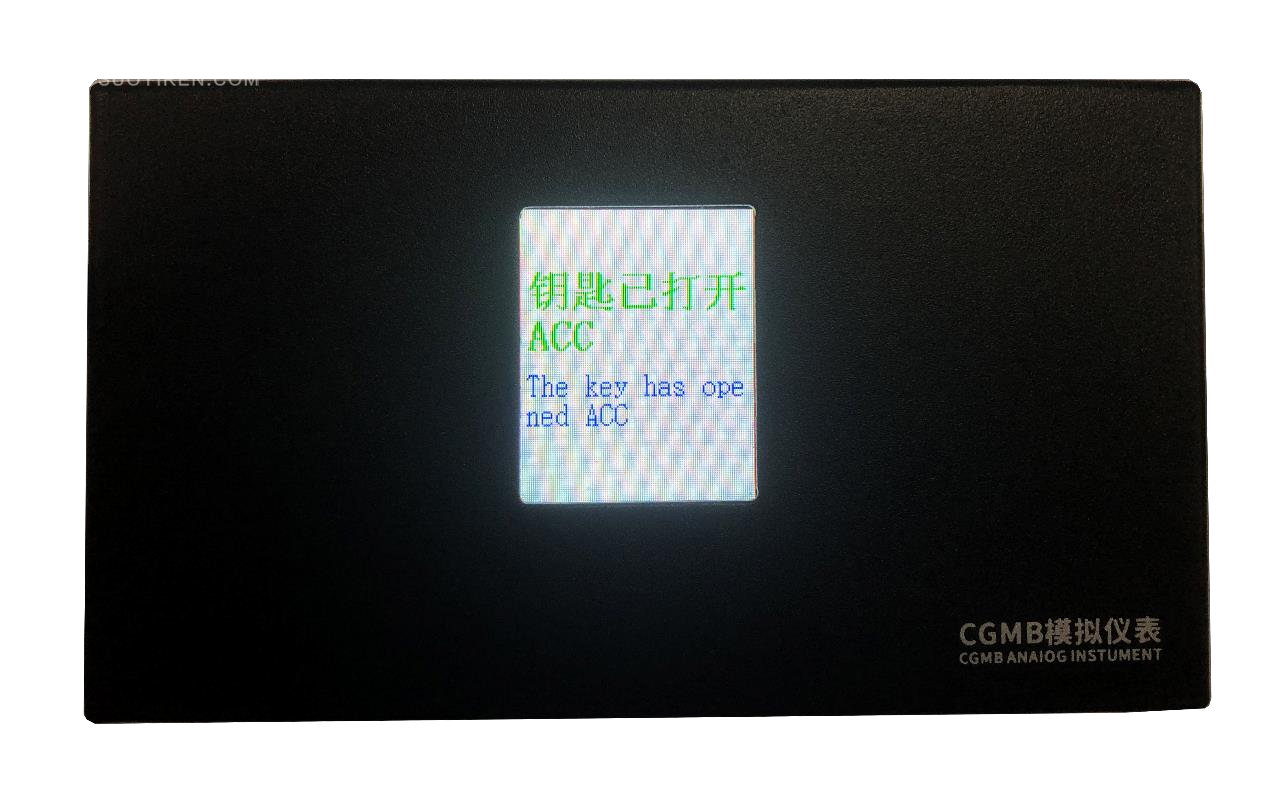 钥匙已打开
ACC
The key has ope
ned ACC
CGMB模拟仪表
CGMB ANAIOG INSTUMENT